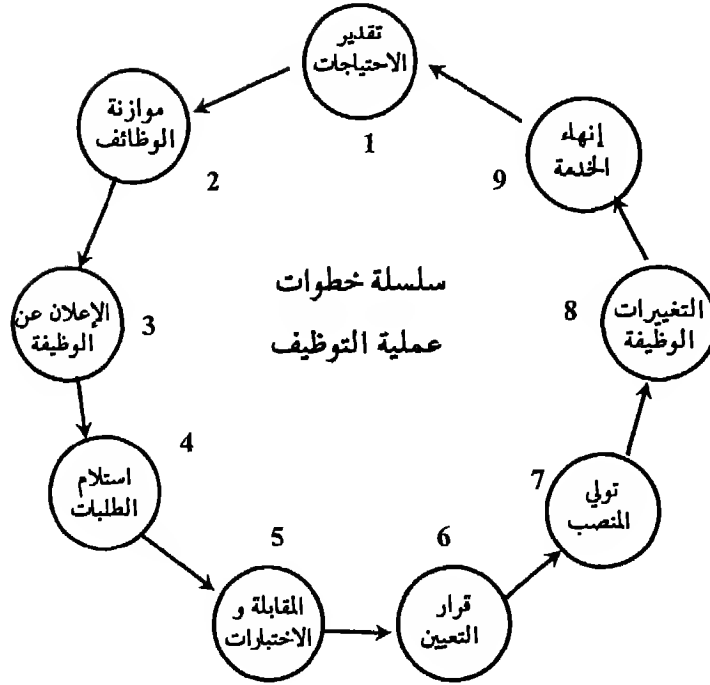 تقدير
الاحتياجات
1
موازنة
الوظائف
2
الإعلان عن
الوظيفة
3
استلام
الطلبات
4
المقابلة و
الاختبارات
5
قرار
التعيين
6
تولي
المنصب
7
التغييرات
الوظيفة
8
إنهاء
الخدمة
9
سلسلة خطوات
عملية التوظيف